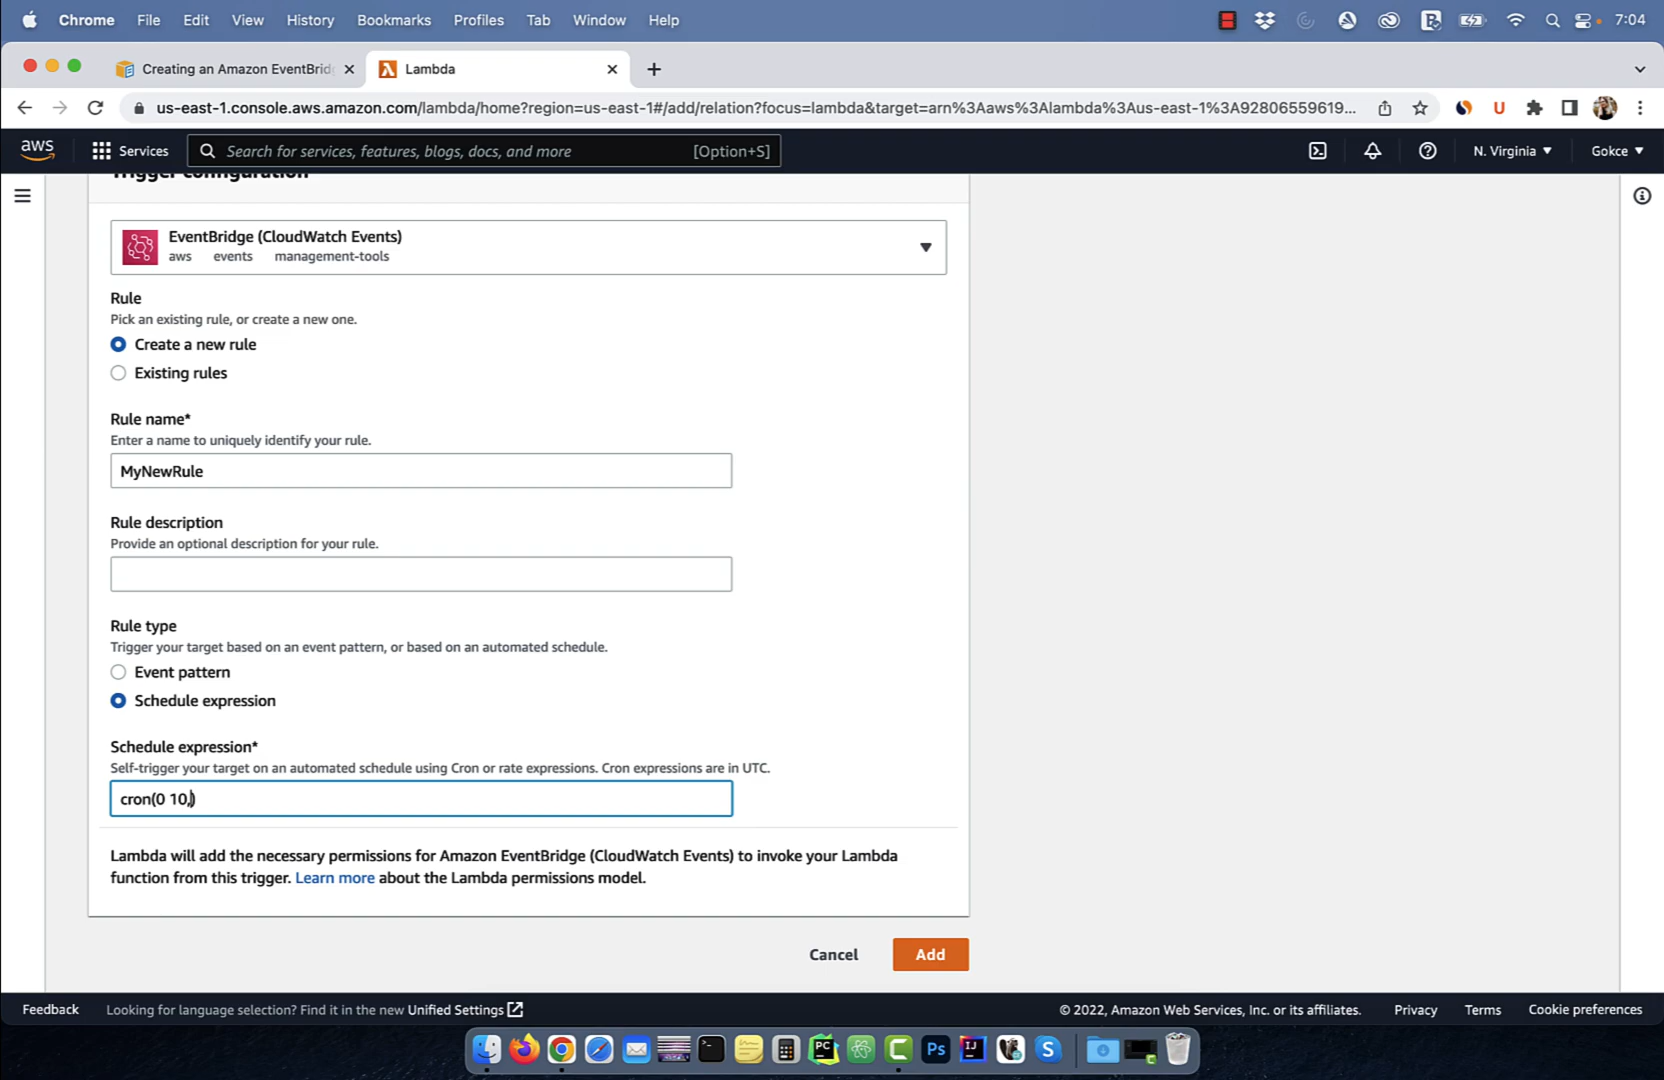 Chrome File Edit View History Bookmarks Profiles Tab Window Help 7:04
Creating an Amazon EventBrid Lambda
us-east-1.console.aws.amazon.com/lambda/home?region=us-east-1#/add/relation?focus=lambda&target=arn%3Aaws%3Alambda%3Aus-east-1%3A92806559619...
aws Services Search for services, features, blogs, docs, and more [Option+S] N. Virginia Gokce
Trigger configuration
EventBridge (CloudWatch Events)
aws events management-tools
Rule
Pick an existing rule, or create a new one.
Create a new rule
Existing rules
Rule name*
Enter a name to uniquely identify your rule.
MyNewRule
Rule description
Provide an optional description for your rule.
Rule type
Trigger your target based on an event pattern, or based on an automated schedule.
Event pattern
Schedule expression
Schedule expression*
Self-trigger your target on an automated schedule using Cron or rate expressions. Cron expressions are in UTC.
cron(0 10,)
Lambda will add the necessary permissions for Amazon EventBridge (CloudWatch Events) to invoke your Lambda
function from this trigger. Learn more about the Lambda permissions model.
Cancel Add
Feedback Looking for language selection? Find it in the new Unified Settings © 2022, Amazon Web Services, Inc. or its affiliates. Privacy Terms Cookie preferences
PC Ps IJ